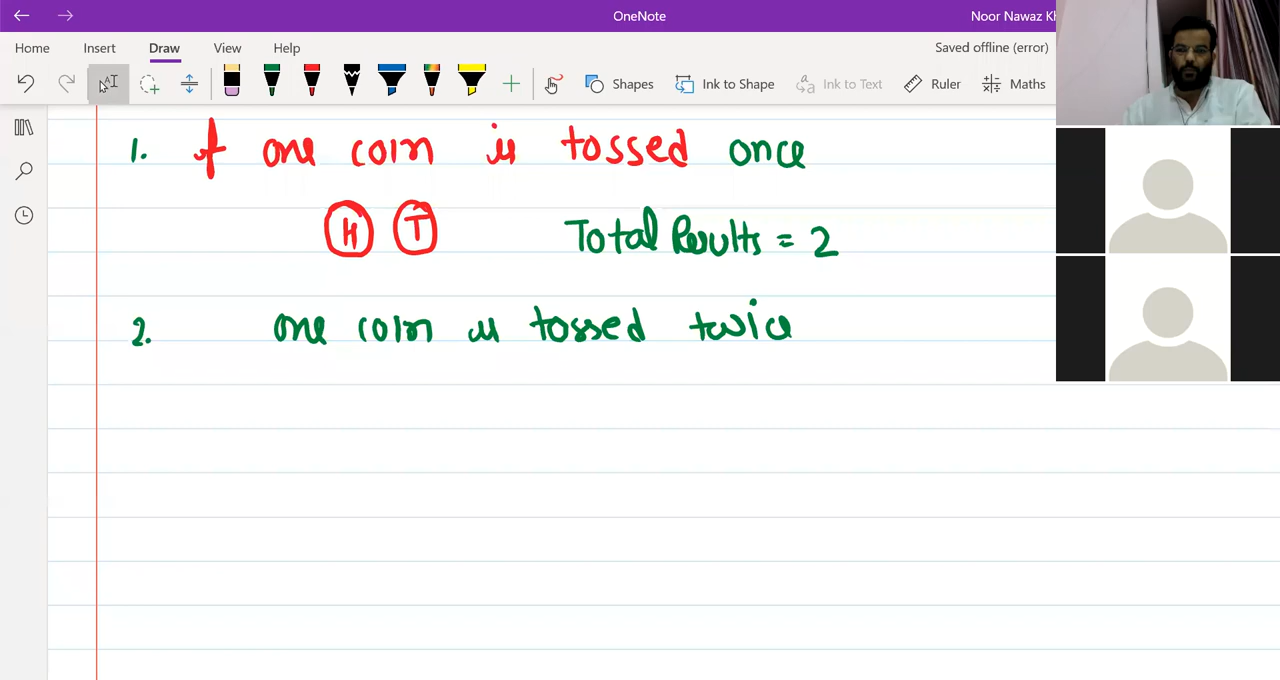 OneNote
Noor Nawaz Kh
Home Insert Draw View Help
Saved offline (error)
Shapes Ink to Shape Ink to Text Ruler Maths
1. if one coin is tossed once
H T Total Results = 2
2. one coin is tossed twice